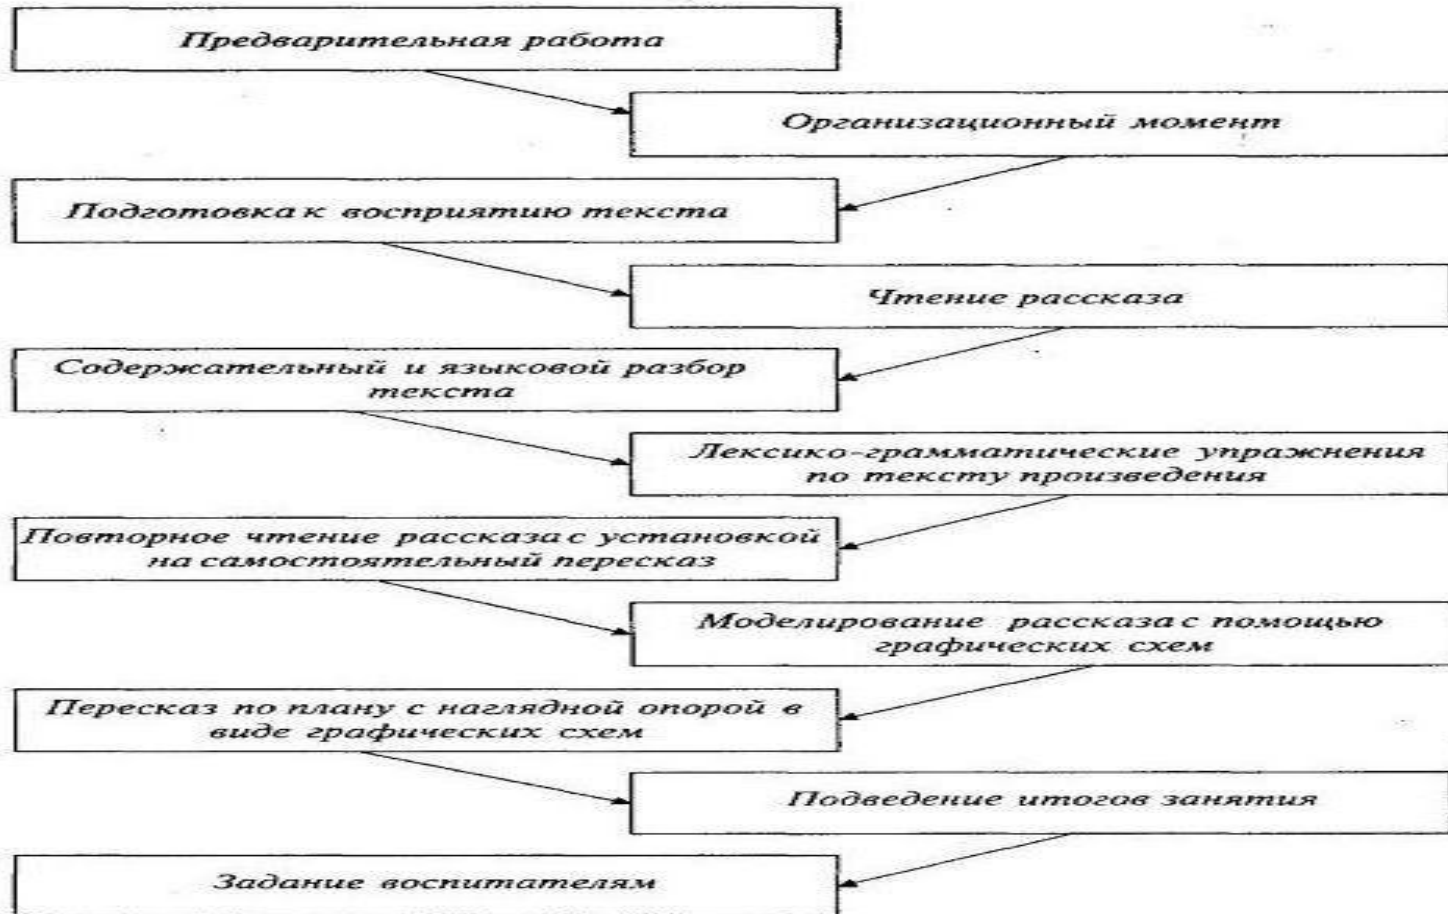 Предварительная работа
Организационный момент
Подготовка к восприятию текста
Чтение рассказа
Содержательный и языковой разбор
текста
Лексико-грамматические упражнения
по тексту произведения
Повторное чтение рассказа с установкой
на самостоятельный пересказ
Моделирование рассказа с помощью
графических схем
Пересказ по плану с наглядной опорой в
виде графических схем
Подведение итогов занятия
Задание воспитателям